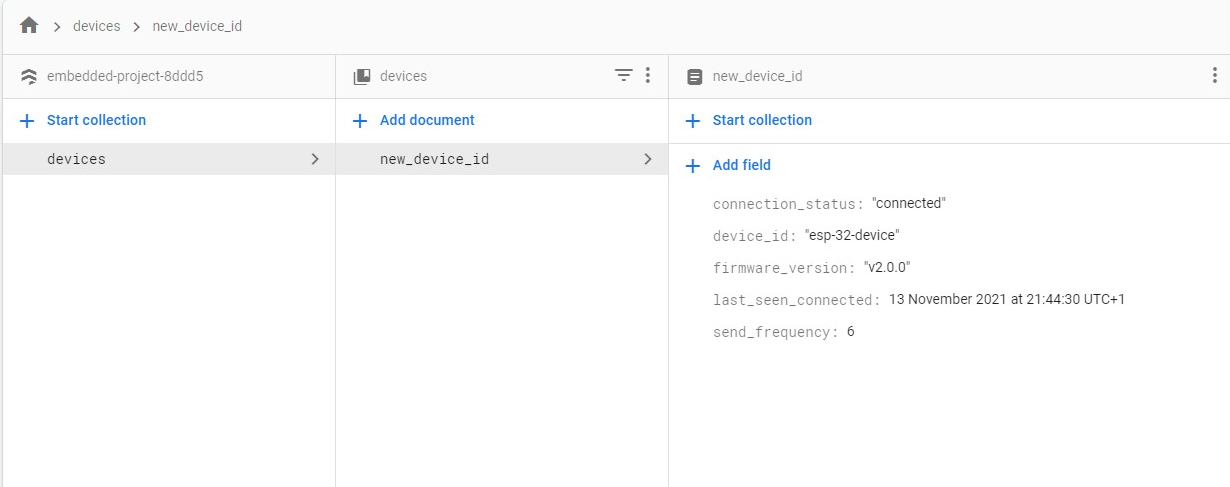 devices > new_device_id
embedded-project-8ddd5
+ Start collection
devices
devices
+ Add document
new_device_id
new_device_id
+ Start collection
+ Add field
connection_status: "connected"
device_id: "esp-32-device"
firmware_version: "v2.0.0"
last_seen_connected: 13 November 2021 at 21:44:30 UTC+1
send_frequency: 6